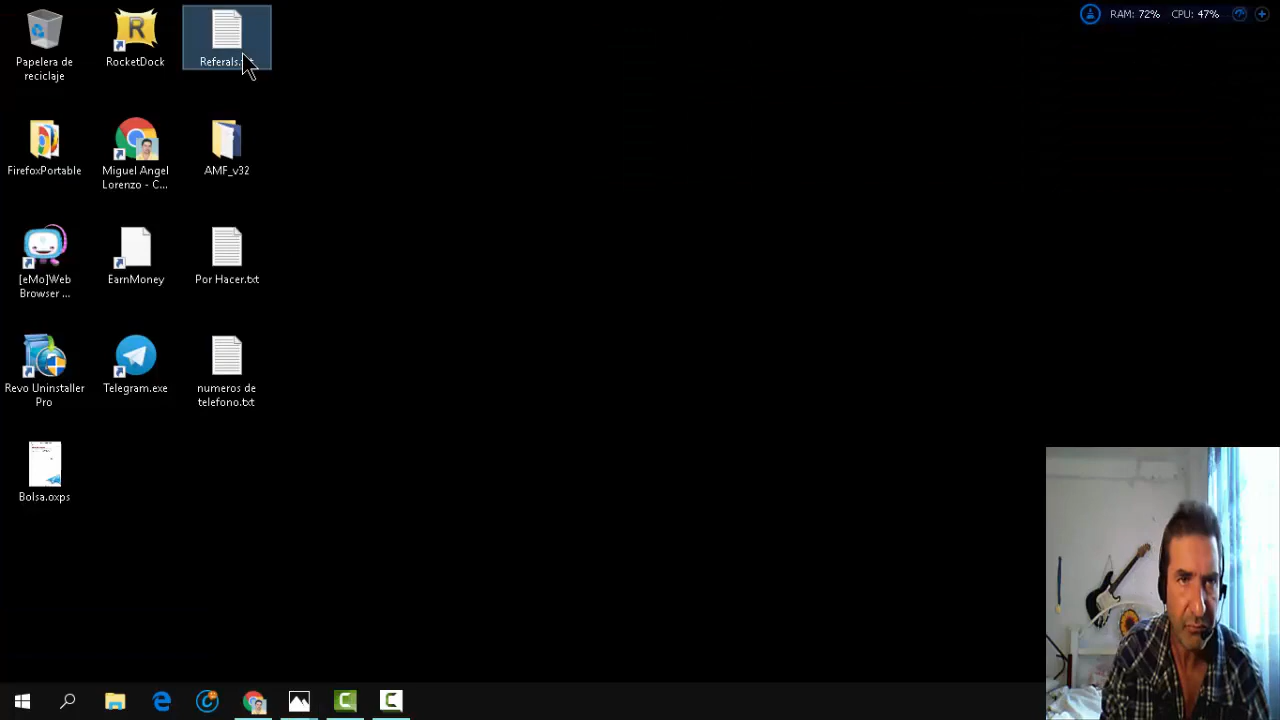 RAM: 72% CPU: 47%
Papelera de
reciclaje
RocketDock
FirefoxPortable
Miguel Angel
Lorenzo - C...
AMF_v32
[eMo]Web
Browser ...
EarnMoney
Por Hacer.txt
Revo Uninstaller
Pro
Telegram.exe
numeros de
telefono.txt
Bolsa.oxps